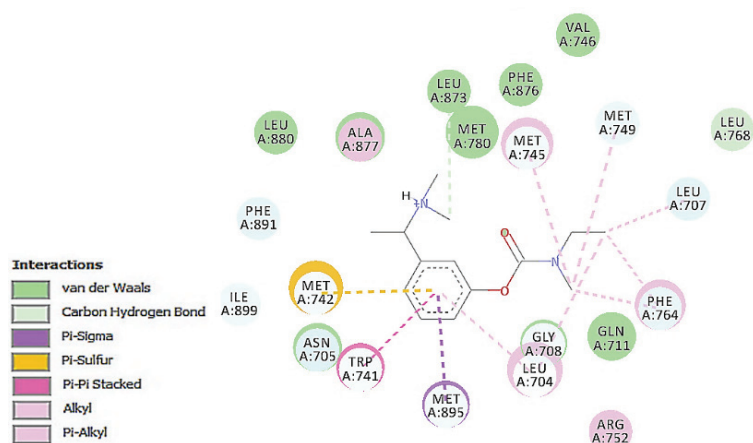 VAL
A:746
LEU
A:873
PHE
A:876
LEU
A:880
ALA
A:877
MET
A:780
MET
A:745
MET
A:749
LEU
A:768
H
+N
PHE
A:891
LEU
A:707
O
N
Interactions
van der Waals
Carbon Hydrogen Bond
Pi-Sigma
Pi-Sulfur
Pi-Pi Stacked
Alkyl
Pi-Alkyl
ILE
A:899
MET
A:742
O
PHE
A:764
ASN
A:705
TRP
A:741
GLY
A:708
GLN
A:711
LEU
A:704
MET
A:895
ARG
A:752